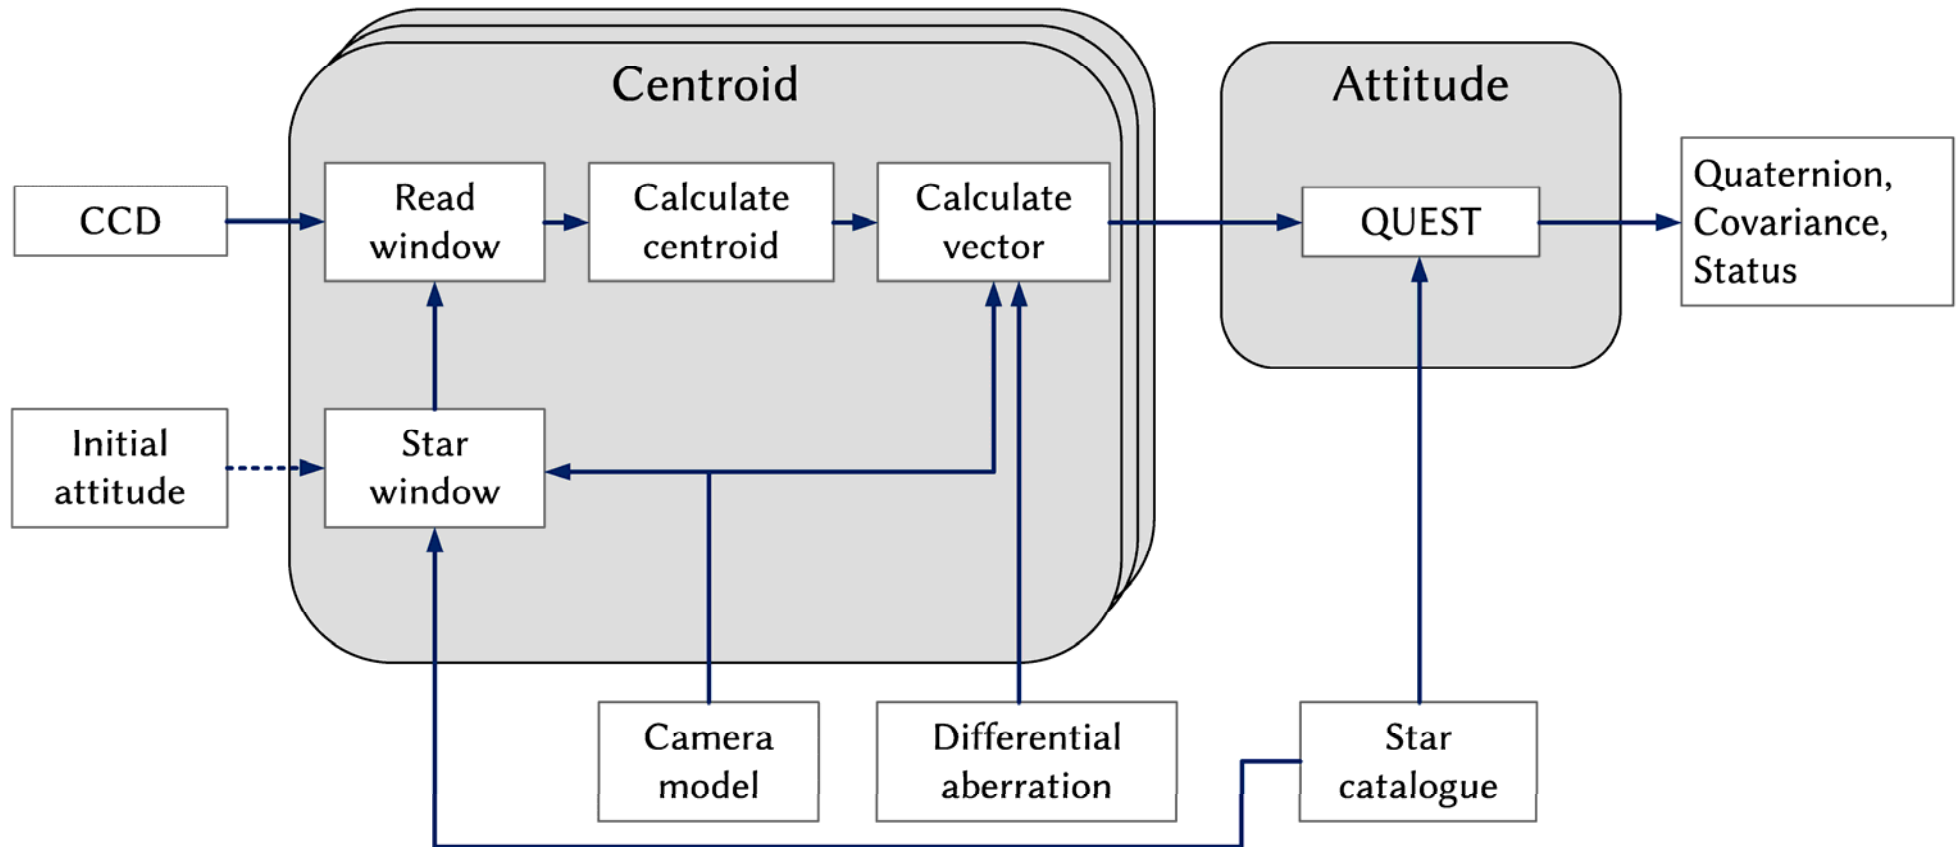 Centroid
Attitude
CCD
Read
window
Calculate
centroid
Calculate
vector
QUEST
Quaternion,
Covariance,
Status
Initial
attitude
Star
window
Camera
model
Differential
aberration
Star
catalogue